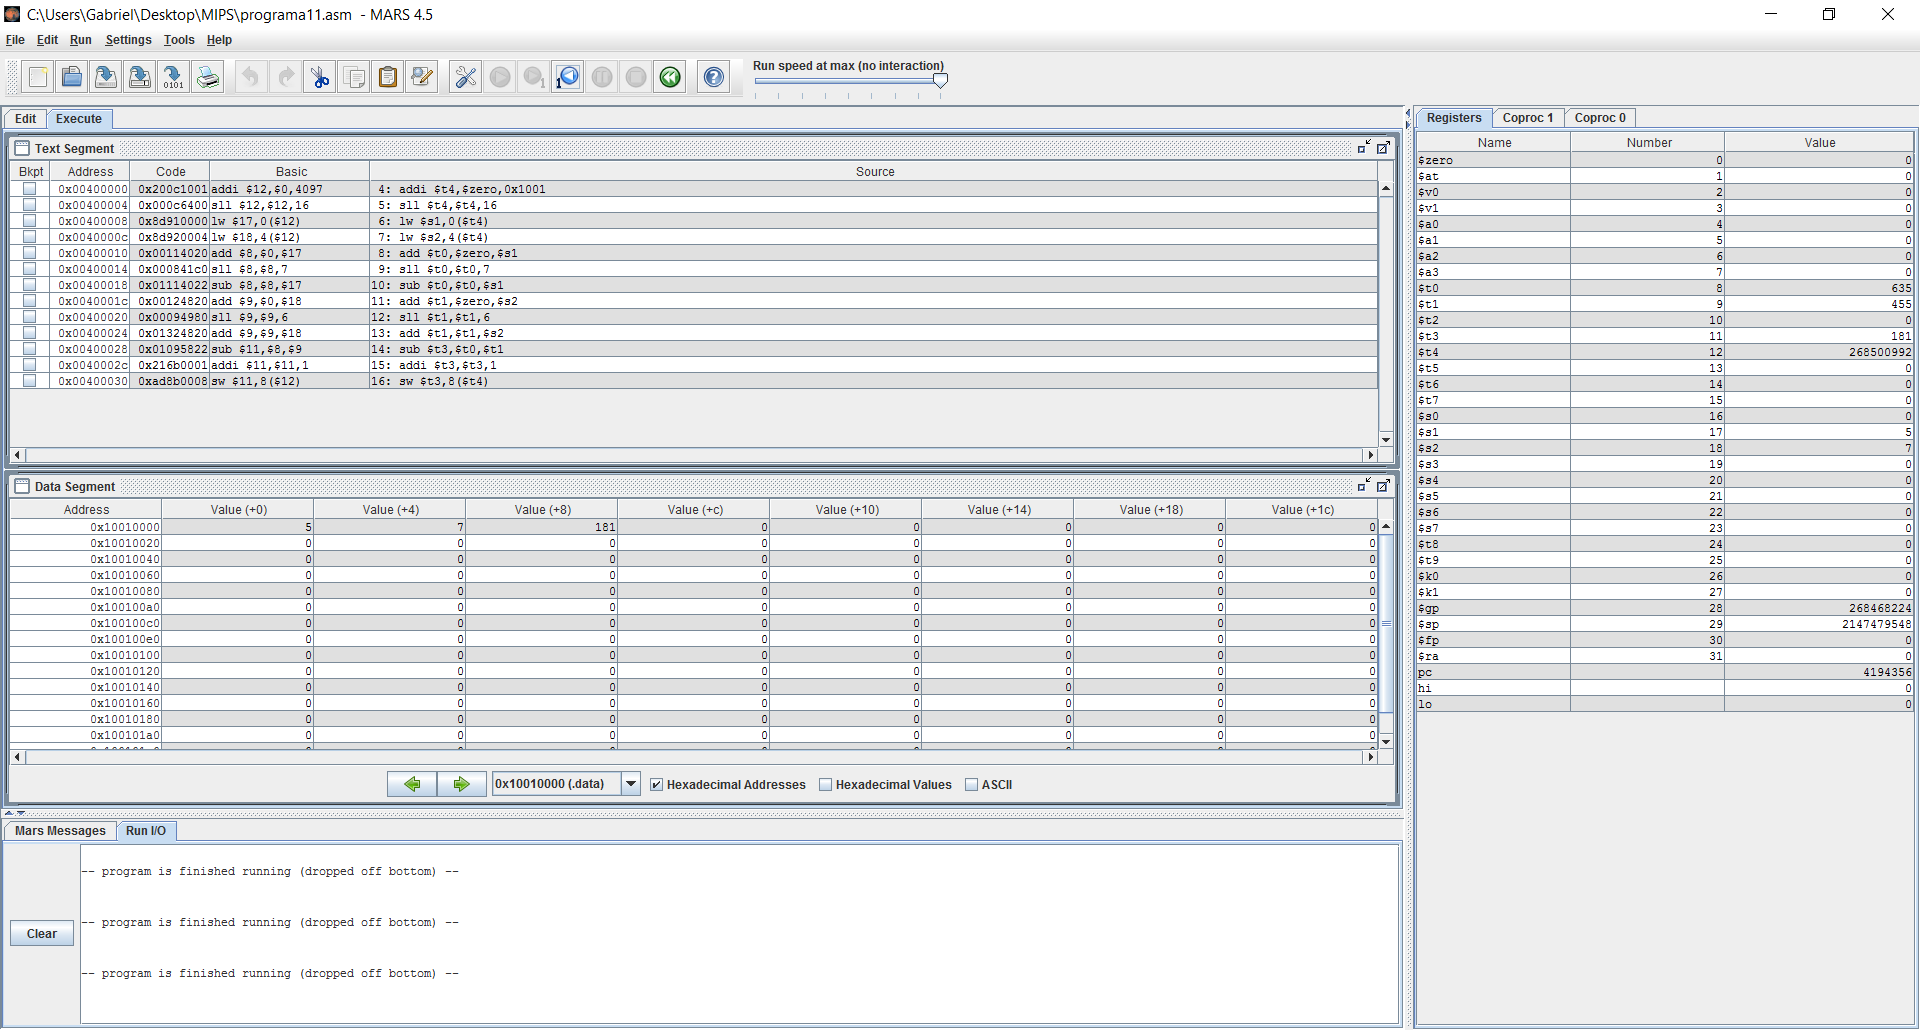 C:\Users\Gabriel\Desktop\MIPS\programa11.asm - MARS 4.5
File Edit Run Settings Tools Help
Run speed at max (no interaction)
Edit Execute
Text Segment
Bkpt Address Code Basic Source
0x00400000 0x200c1001 addi $12,$0,4097 4: addi $t4,$zero,0x1001
0x00400004 0x000c6400 sll $12,$12,16 5: sll $t4,$t4,16
0x00400008 0x8d910000 lw $17,0($12) 6: lw $s1,0($t4)
0x0040000c 0x8d920004 lw $18,4($12) 7: lw $s2,4($t4)
0x00400010 0x00114020 add $8,$0,$17 8: add $t0,$zero,$s1
0x00400014 0x000841c0 sll $8,$8,7 9: sll $t0,$t0,7
0x00400018 0x01114022 sub $8,$8,$17 10: sub $t0,$t0,$s1
0x0040001c 0x00124820 add $9,$0,$18 11: add $t1,$zero,$s2
0x00400020 0x00094980 sll $9,$9,6 12: sll $t1,$t1,6
0x00400024 0x01324820 add $9,$9,$18 13: add $t1,$t1,$s2
0x00400028 0x01095822 sub $11,$8,$9 14: sub $t3,$t0,$t1
0x0040002c 0x216b0001 addi $11,$11,1 15: addi $t3,$t3,1
0x00400030 0xad8b0008 sw $11,8($12) 16: sw $t3,8($t4)
Data Segment
Address Value (+0) Value (+4) Value (+8) Value (+c) Value (+10) Value (+14) Value (+18) Value (+1c)
0x10010000 5 7 181 0 0 0 0 0
0x10010020 0 0 0 0 0 0 0 0
0x10010040 0 0 0 0 0 0 0 0
0x10010060 0 0 0 0 0 0 0 0
0x10010080 0 0 0 0 0 0 0 0
0x100100a0 0 0 0 0 0 0 0 0
0x100100c0 0 0 0 0 0 0 0 0
0x100100e0 0 0 0 0 0 0 0 0
0x10010100 0 0 0 0 0 0 0 0
0x10010120 0 0 0 0 0 0 0 0
0x10010140 0 0 0 0 0 0 0 0
0x10010160 0 0 0 0 0 0 0 0
0x10010180 0 0 0 0 0 0 0 0
0x100101a0 0 0 0 0 0 0 0 0
0x10010000 (.data) Hexadecimal Addresses Hexadecimal Values ASCII
Mars Messages Run I/O
Clear
-- program is finished running (dropped off bottom) --
-- program is finished running (dropped off bottom) --
-- program is finished running (dropped off bottom) --
Registers Coproc 1 Coproc 0
Name Number Value
$zero 0 0
$at 1 0
$v0 2 0
$v1 3 0
$a0 4 0
$a1 5 0
$a2 6 0
$a3 7 0
$t0 8 635
$t1 9 455
$t2 10 0
$t3 11 181
$t4 12 268500992
$t5 13 0
$t6 14 0
$t7 15 0
$s0 16 0
$s1 17 5
$s2 18 7
$s3 19 0
$s4 20 0
$s5 21 0
$s6 22 0
$s7 23 0
$t8 24 0
$t9 25 0
$k0 26 0
$k1 27 0
$gp 28 268468224
$sp 29 2147479548
$fp 30 0
$ra 31 0
pc 4194356
hi 0
lo 0